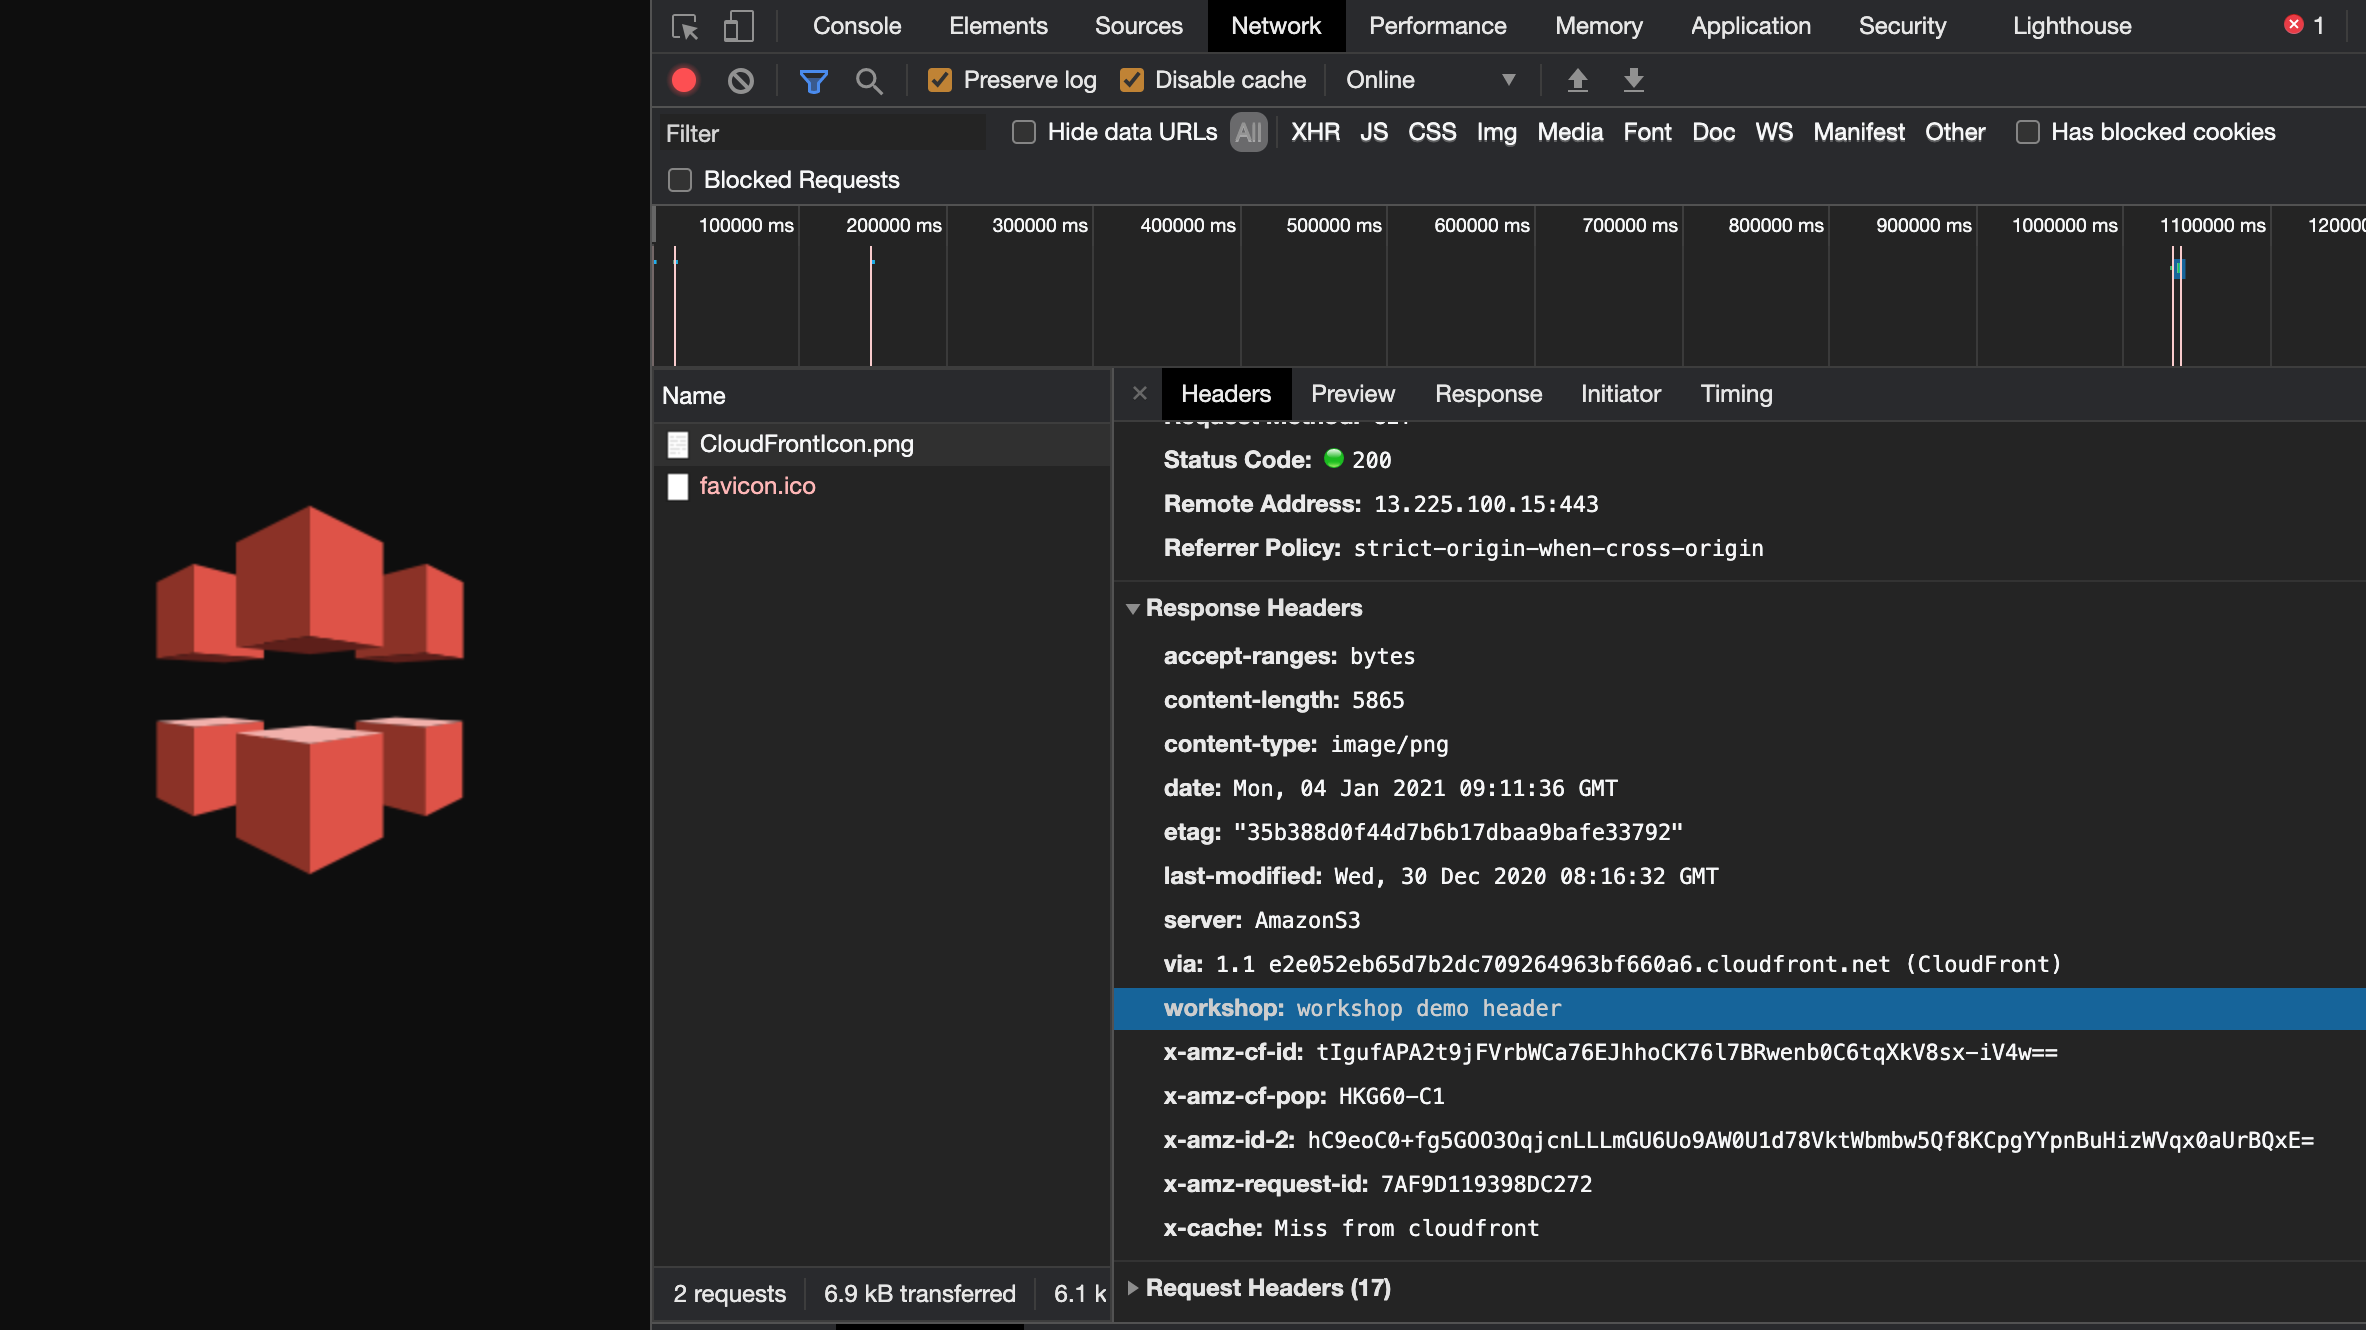 Console Elements Sources Network Performance Memory Application Security Lighthouse 1
Preserve log Disable cache Online
Filter Hide data URLs All XHR JS CSS Img Media Font Doc WS Manifest Other Has blocked cookies
Blocked Requests
100000 ms 200000 ms 300000 ms 400000 ms 500000 ms 600000 ms 700000 ms 800000 ms 900000 ms 1000000 ms 1100000 ms 12000
Name
CloudFrontIcon.png
favicon.ico
2 requests 6.9 kB transferred 6.1 k
Headers Preview Response Initiator Timing
Request Method: GET
Status Code: 200
Remote Address: 13.225.100.15:443
Referrer Policy: strict-origin-when-cross-origin
Response Headers
accept-ranges: bytes
content-length: 5865
content-type: image/png
date: Mon, 04 Jan 2021 09:11:36 GMT
etag: "35b388d0f44d7b6b17dbaa9bafe33792"
last-modified: Wed, 30 Dec 2020 08:16:32 GMT
server: AmazonS3
via: 1.1 e2e052eb65d7b2dc709264963bf660a6.cloudfront.net (CloudFront)
workshop: workshop demo header
x-amz-cf-id: tIgufAPA2t9jFVrbWCa76EJhhoCK76l7BRwenb0C6tqXkV8sx-iV4w==
x-amz-cf-pop: HKG60-C1
x-amz-id-2: hC9eoC0+fg5GOO3OqjcnLLLmGU6Uo9AW0U1d78VktWbmbw5Qf8KCpgYYpnBuHizWVqx0aUrBQxE=
x-amz-request-id: 7AF9D119398DC272
x-cache: Miss from cloudfront
Request Headers (17)